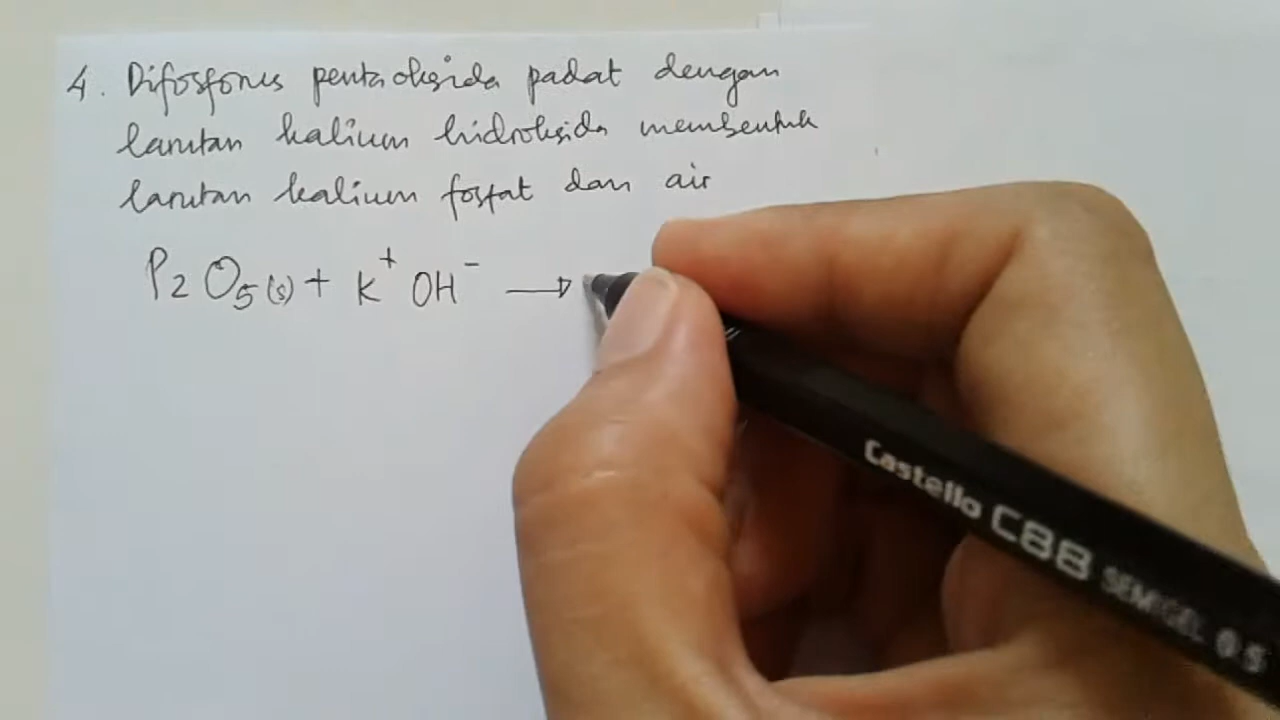 4. Difosforus pentaoksida padat dengan
larutan kalium hidroksida membentuk
larutan kalium fosfat dan air
P₂O₅(s) + K⁺ OH⁻ →
Castello C88 SEMIGEL 0.5